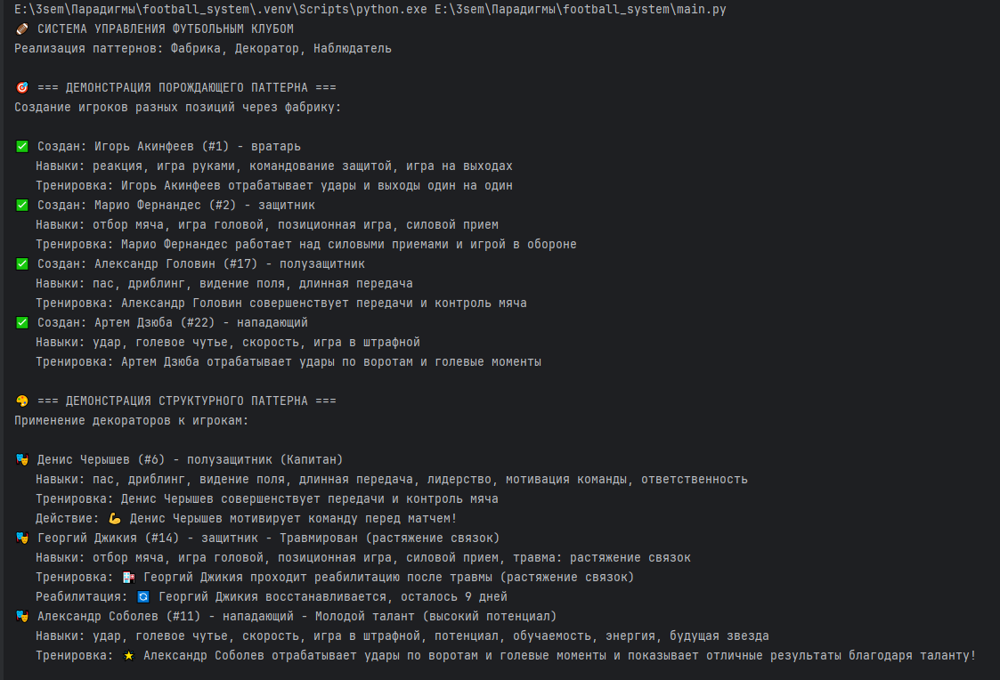 E:\3sem\Парадигмы\football_system\.venv\Scripts\python.exe E:\3sem\Парадигмы\football_system\main.py
🏈 СИСТЕМА УПРАВЛЕНИЯ ФУТБОЛЬНЫМ КЛУБОМ
Реализация паттернов: Фабрика, Декоратор, Наблюдатель
🎯 === ДЕМОНСТРАЦИЯ ПОРОЖДАЮЩЕГО ПАТТЕРНА ===
Создание игроков разных позиций через фабрику:
✅ Создан: Игорь Акинфеев (#1) - вратарь
Навыки: реакция, игра руками, командование защитой, игра на выходах
Тренировка: Игорь Акинфеев отрабатывает удары и выходы один на один
✅ Создан: Марио Фернандес (#2) - защитник
Навыки: отбор мяча, игра головой, позиционная игра, силовой прием
Тренировка: Марио Фернандес работает над силовыми приемами и игрой в обороне
✅ Создан: Александр Головин (#17) - полузащитник
Навыки: пас, дриблинг, видение поля, длинная передача
Тренировка: Александр Головин совершенствует передачи и контроль мяча
✅ Создан: Артем Дзюба (#22) - нападающий
Навыки: удар, голевое чутье, скорость, игра в штрафной
Тренировка: Артем Дзюба отрабатывает удары по воротам и голевые моменты
🎨 === ДЕМОНСТРАЦИЯ СТРУКТУРНОГО ПАТТЕРНА ===
Применение декораторов к игрокам:
🎭 Денис Черышев (#6) - полузащитник (Капитан)
Навыки: пас, дриблинг, видение поля, длинная передача, лидерство, мотивация команды, ответственность
Тренировка: Денис Черышев совершенствует передачи и контроль мяча
Действие: 💪 Денис Черышев мотивирует команду перед матчем!
🎭 Георгий Джикия (#14) - защитник - Травмирован (растяжение связок)
Навыки: отбор мяча, игра головой, позиционная игра, силовой прием, травма: растяжение связок
Тренировка: 🏥 Георгий Джикия проходит реабилитацию после травмы (растяжение связок)
Реабилитация: 🔄 Георгий Джикия восстанавливается, осталось 9 дней
🎭 Александр Соболев (#11) - нападающий - Молодой талант (высокий потенциал)
Навыки: удар, голевое чутье, скорость, игра в штрафной, потенциал, обучаемость, энергия, будущая звезда
Тренировка: ⭐ Александр Соболев отрабатывает удары по воротам и голевые моменты и показывает отличные результаты благодаря таланту!